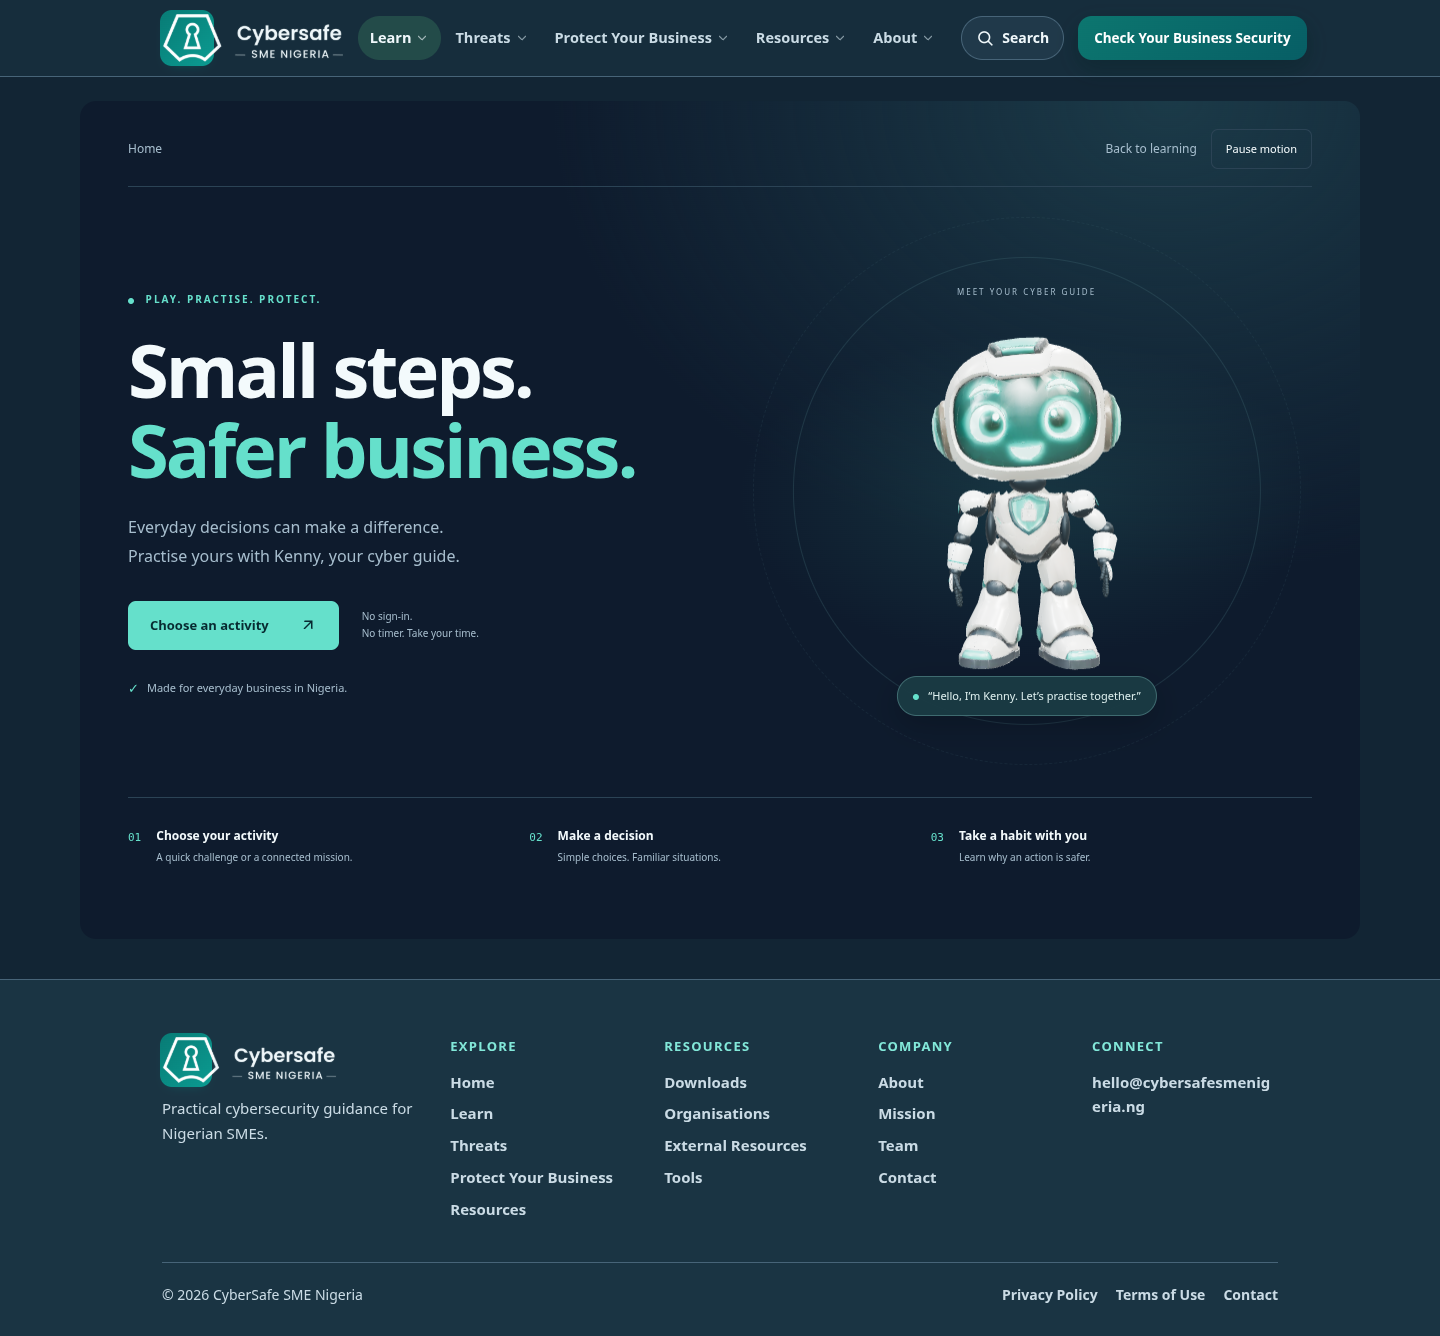 Cybersafe
SME NIGERIA
Learn
Threats
Protect Your Business
Resources
About
Search
Check Your Business Security
Home
Back to learning
Pause motion
PLAY. PRACTISE. PROTECT.
Small steps.
Safer business.
Everyday decisions can make a difference.
Practise yours with Kenny, your cyber guide.
Choose an activity
No sign-in.
No timer. Take your time.
✓ Made for everyday business in Nigeria.
MEET YOUR CYBER GUIDE
“Hello, I’m Kenny. Let’s practise together.”
01 Choose your activity
A quick challenge or a connected mission.
02 Make a decision
Simple choices. Familiar situations.
03 Take a habit with you
Learn why an action is safer.
Cybersafe
SME NIGERIA
Practical cybersecurity guidance for
Nigerian SMEs.
EXPLORE
Home
Learn
Threats
Protect Your Business
Resources
RESOURCES
Downloads
Organisations
External Resources
Tools
COMPANY
About
Mission
Team
Contact
CONNECT
hello@cybersafesmenig
eria.ng
© 2026 CyberSafe SME Nigeria
Privacy Policy
Terms of Use
Contact